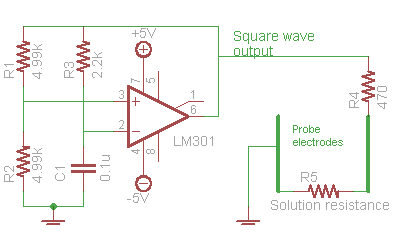 +5V
Square wave
output
R1
4.99k
R3
2.2k
7
5
1
3
+
6
2
-
R4
470
LM301
R2
4.99k
C1
0.1u
4
8
-5V
Probe
electrodes
R5
Solution resistance